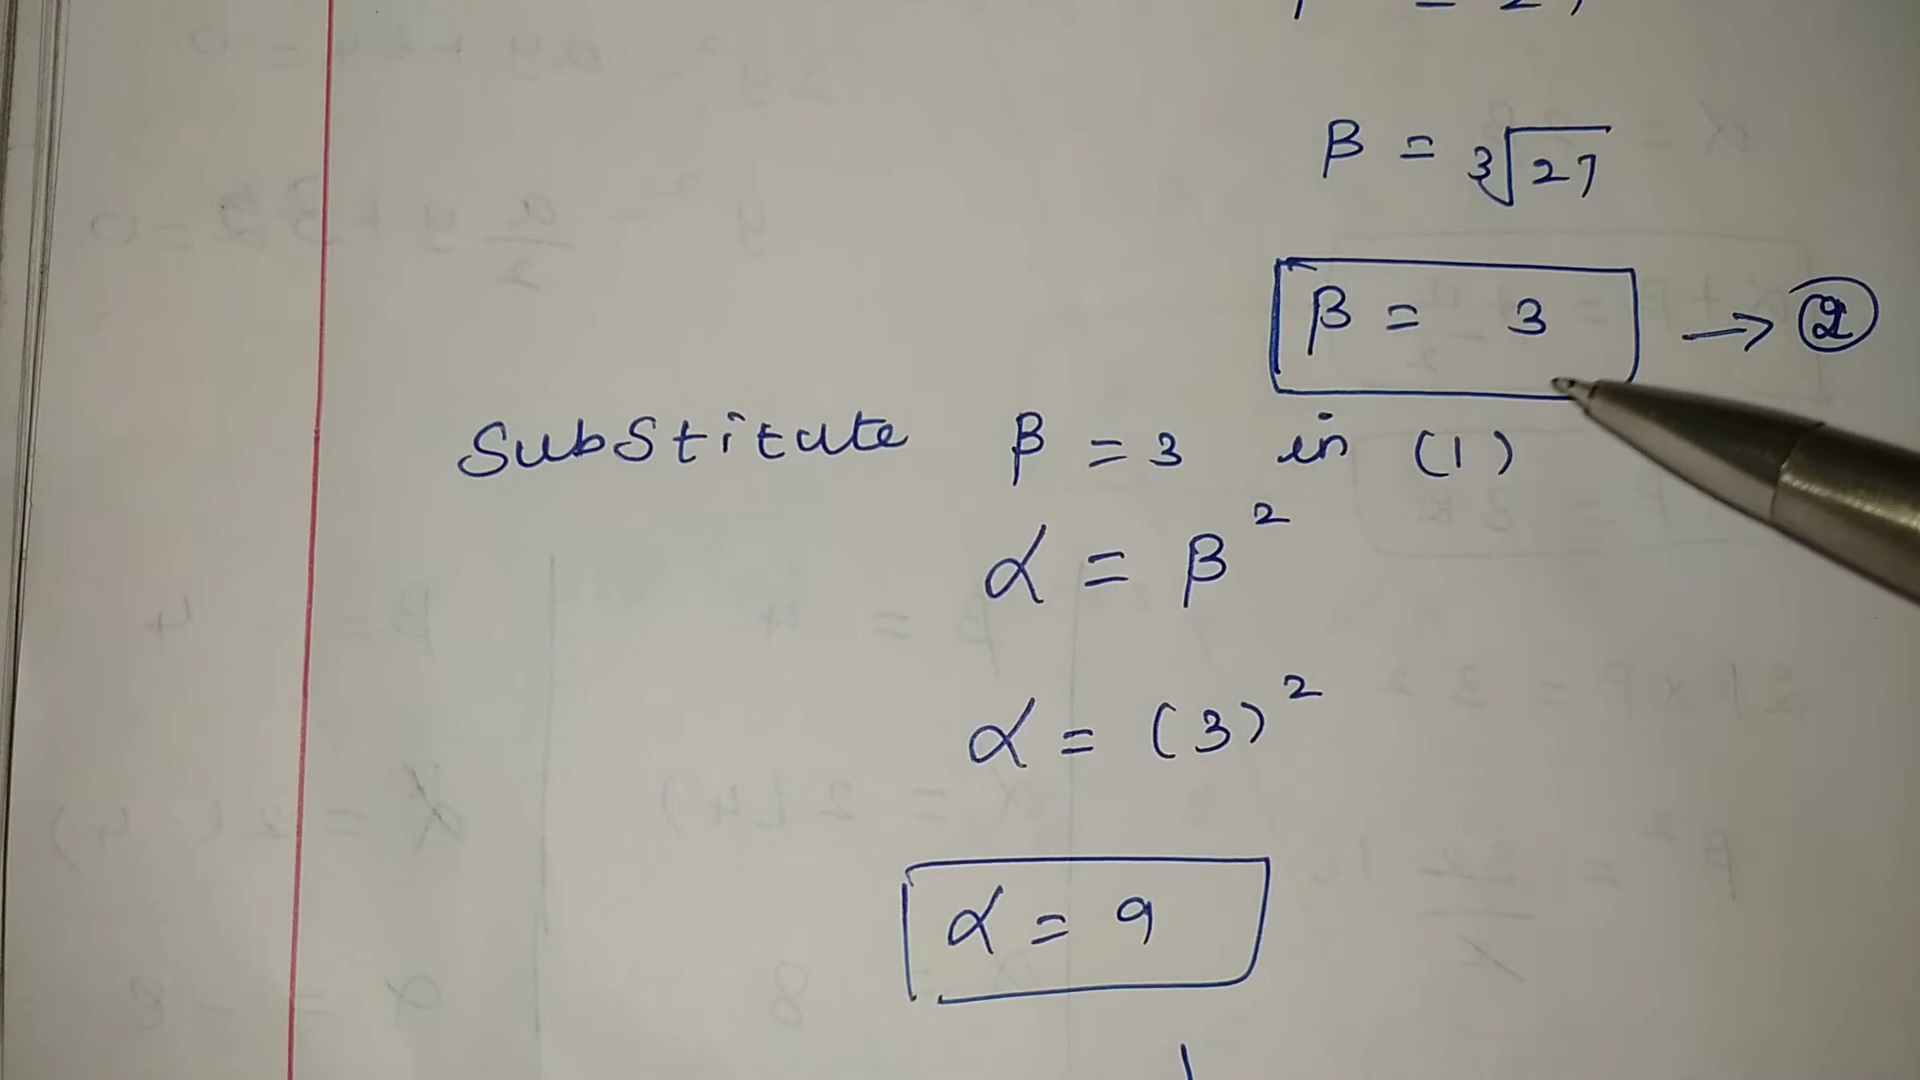 β = ∛27
β = 3 → ②
Substitute β = 3 in (1)
α = β²
α = (3)²
α = 9